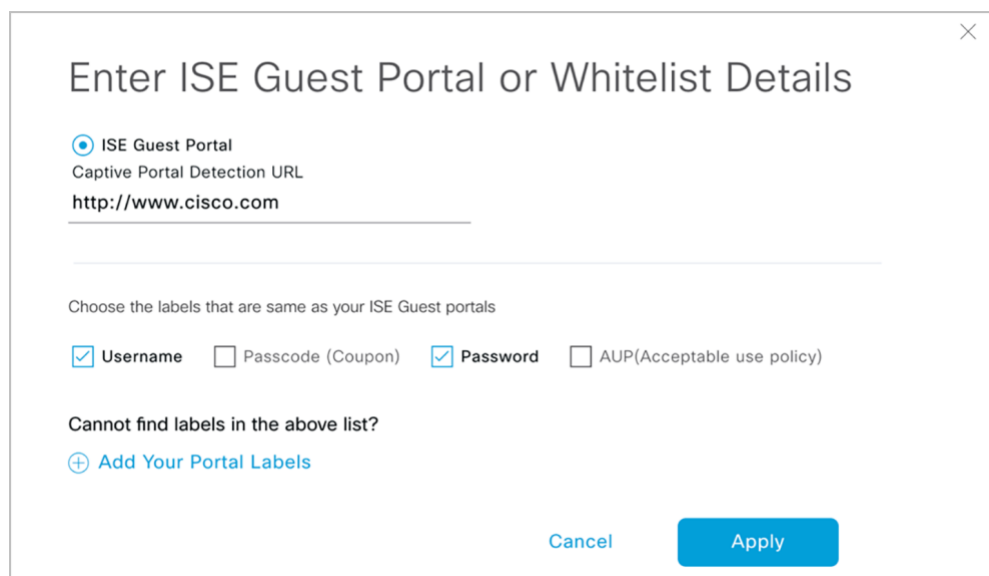 Enter ISE Guest Portal or Whitelist Details
ISE Guest Portal
Captive Portal Detection URL
http://www.cisco.com
Choose the labels that are same as your ISE Guest portals
Username Passcode (Coupon) Password AUP(Acceptable use policy)
Cannot find labels in the above list?
Add Your Portal Labels
Cancel Apply